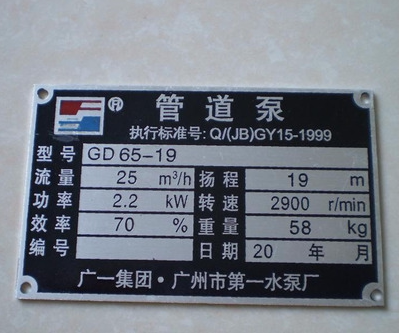 ® 管道泵
执行标准号: Q/(JB)GY15-1999
型号 GD 65-19
流量 25 m³/h 扬程 19 m
功率 2.2 kW 转速 2900 r/min
效率 70 % 重量 58 kg
编号 日期 20 年 月
广一集团·广州市第一水泵厂